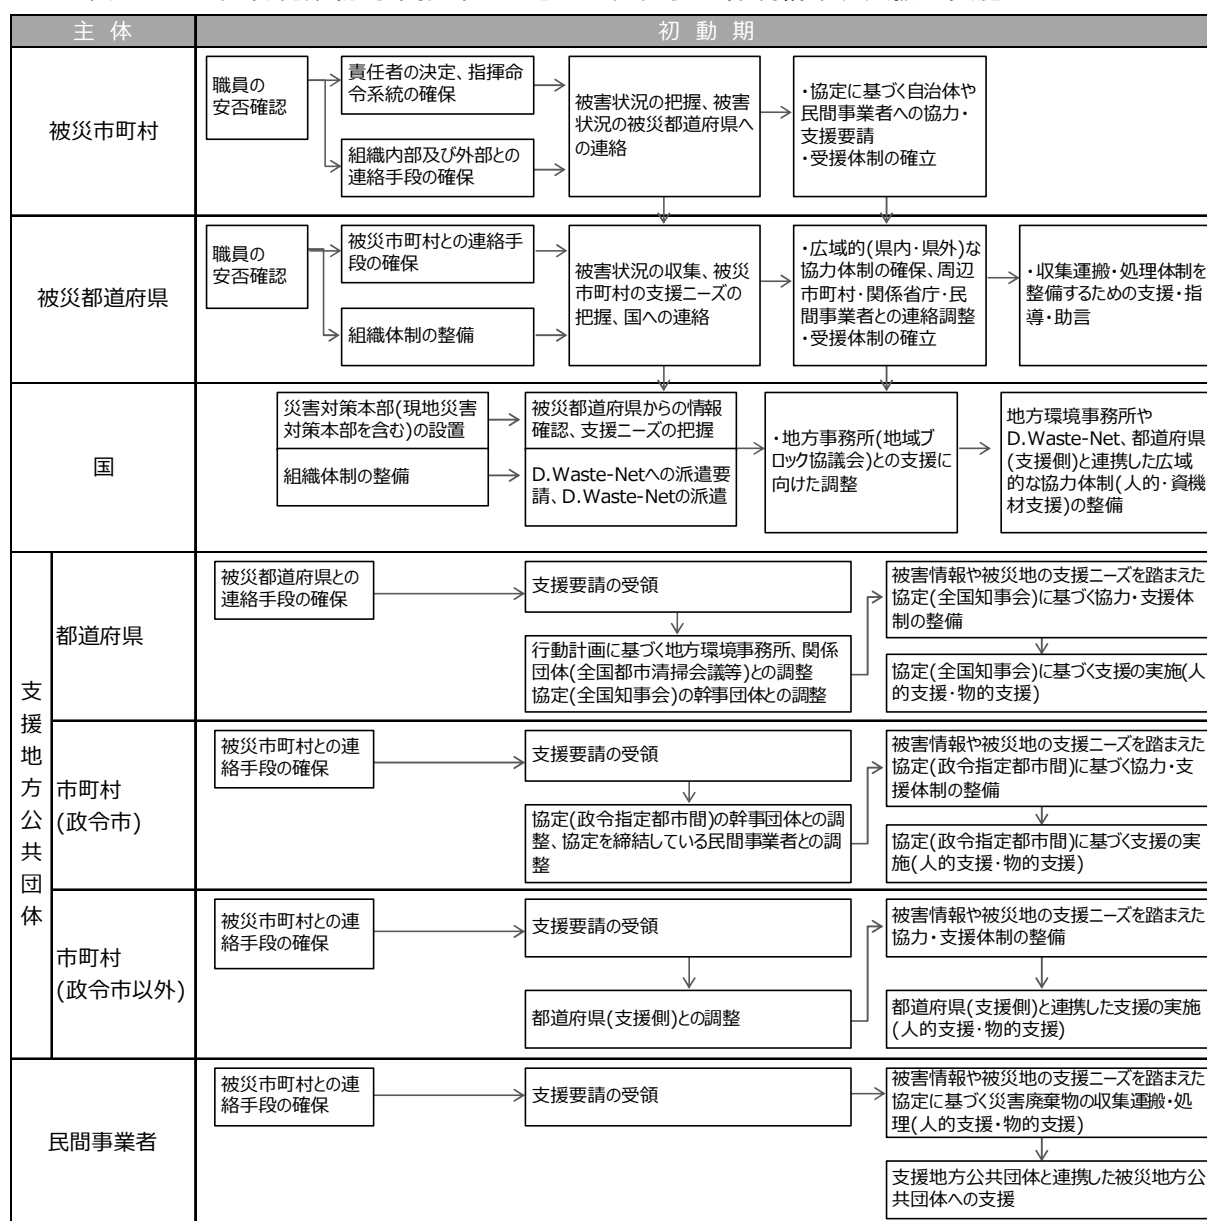 主 体
初 動 期
被災市町村
職員の
安否確認
責任者の決定、指揮命
令系統の確保
組織内部及び外部との
連絡手段の確保
被害状況の把握、被害
状況の被災都道府県へ
の連絡
・協定に基づく自治体や
民間事業者への協力・
支援要請
・受援体制の確立
被災都道府県
職員の
安否確認
被災市町村との連絡手
段の確保
組織体制の整備
被害状況の収集、被災
市町村の支援ニーズの
把握、国への連絡
・広域的(県内・県外)な
協力体制の確保、周辺
市町村・関係省庁・民
間事業者との連絡調整
・受援体制の確立
・収集運搬・処理体制を
整備するための支援・指
導・助言
国
災害対策本部(現地災害
対策本部を含む)の設置
組織体制の整備
被災都道府県からの情報
確認、支援ニーズの把握
D.Waste-Netへの派遣要
請、D.Waste-Netの派遣
・地方事務所(地域ブ
ロック協議会)との支援に
向けた調整
地方環境事務所や
D.Waste-Net、都道府県
(支援側)と連携した広域
的な協力体制(人的・資機
材支援)の整備
支援地方公共団体
都道府県
被災都道府県との
連絡手段の確保
支援要請の受領
行動計画に基づく地方環境事務所、関係
団体(全国都市清掃会議等)との調整
協定(全国知事会)の幹事団体との調整
被害情報や被災地の支援ニーズを踏まえた
協定(全国知事会)に基づく協力・支援体
制の整備
協定(全国知事会)に基づく支援の実施(人
的支援・物的支援)
市町村
(政令市)
被災市町村との連
絡手段の確保
支援要請の受領
協定(政令指定都市間)の幹事団体との調
整、協定を締結している民間事業者との調
整
被害情報や被災地の支援ニーズを踏まえた
協定(政令指定都市間)に基づく協力・支
援体制の整備
協定(政令指定都市間)に基づく支援の実
施(人的支援・物的支援)
市町村
(政令市以外)
被災市町村との連
絡手段の確保
支援要請の受領
都道府県(支援側)との調整
被害情報や被災地の支援ニーズを踏まえた
協力・支援体制の整備
都道府県(支援側)と連携した支援の実施
(人的支援・物的支援)
民間事業者
被災市町村との連
絡手段の確保
支援要請の受領
被害情報や被災地の支援ニーズを踏まえた
協定に基づく災害廃棄物の収集運搬・処
理(人的支援・物的支援)
支援地方公共団体と連携した被災地方公
共団体への支援